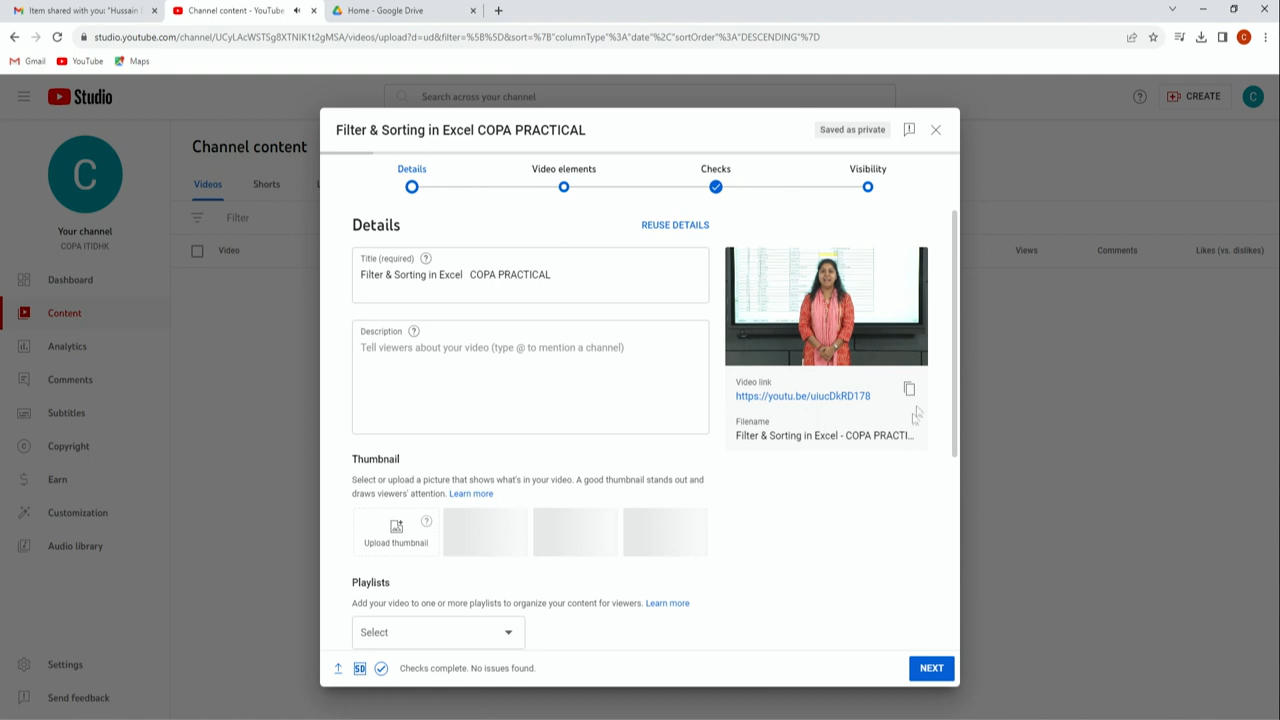 Item shared with you: "Hussain
Channel content - YouTube
Home - Google Drive
studio.youtube.com/channel/UCyLAcWST5g8XTNIK1t2gMSA/videos/upload?d=ud&filter=%5B%5D&sort=%7B"columnType"%3A"date"%2C"sortOrder"%3A"DESCENDING"%7D
C
Gmail
YouTube
Maps
Studio
Search across your channel
CREATE
C
Filter & Sorting in Excel COPA PRACTICAL
Saved as private
Details
Video elements
Checks
Visibility
C
Your channel
COPA ITIDHK
Dashboard
Content
Analytics
Comments
Subtitles
Copyright
Earn
Customization
Audio library
Settings
Send feedback
Channel content
Videos
Shorts
L
Filter
Video
Views
Comments
Likes (vs. dislikes)
Details
REUSE DETAILS
Title (required)
Filter & Sorting in Excel COPA PRACTICAL
Description
Tell viewers about your video (type @ to mention a channel)
Video link
https://youtu.be/uiucDkRD178
Filename
Filter & Sorting in Excel - COPA PRACTI...
Thumbnail
Select or upload a picture that shows what's in your video. A good thumbnail stands out and
draws viewers' attention. Learn more
Upload thumbnail
Playlists
Add your video to one or more playlists to organize your content for viewers. Learn more
Select
SD
Checks complete. No issues found.
NEXT